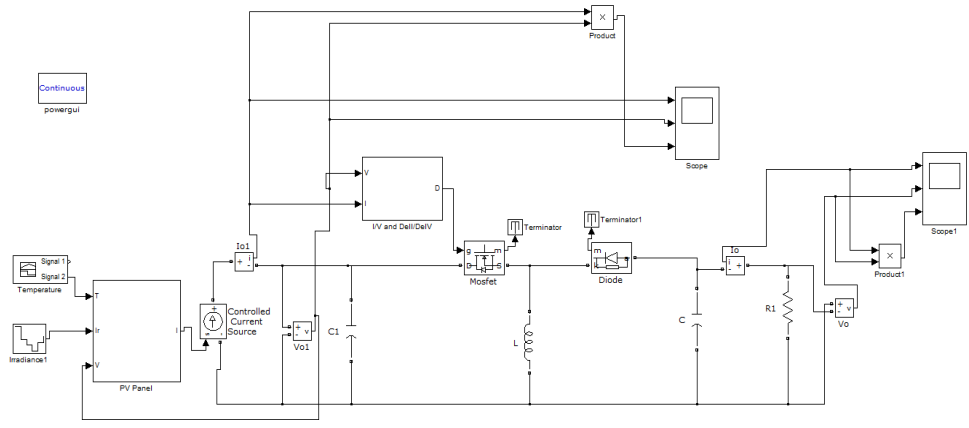 Product
Continuous
powergui
Scope
Scope1
V
I
D
I/V and DelI/DelV
Terminator
Terminator1
g
m
D
S
Mosfet
m
k
a
Diode
Io1
+
i
-
Io
i
-
+
Product1
Signal 1
Signal 2
Temperature
T
Ir
V
I
PV Panel
Irradiance1
+
-
Controlled
Current
Source
+
-
v
Vo1
C1
L
C
R1
+
-
v
Vo